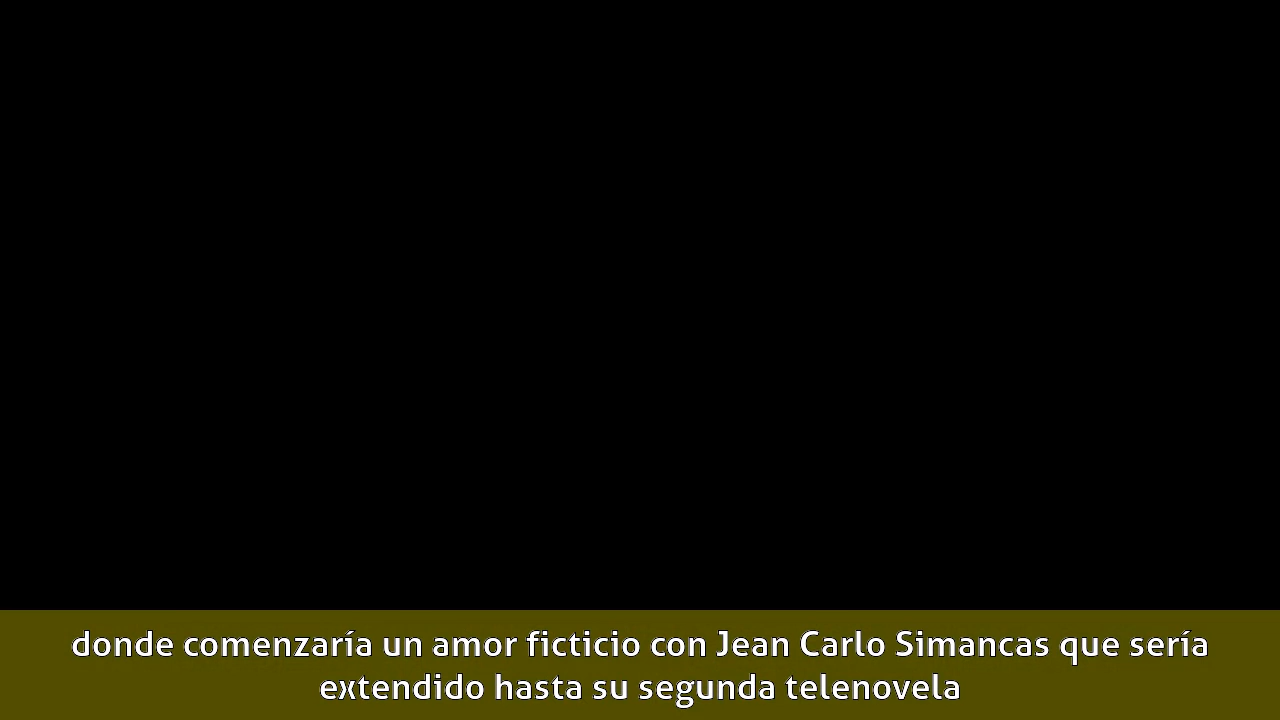 donde comenzaría un amor ficticio con Jean Carlo Simancas que sería
extendido hasta su segunda telenovela